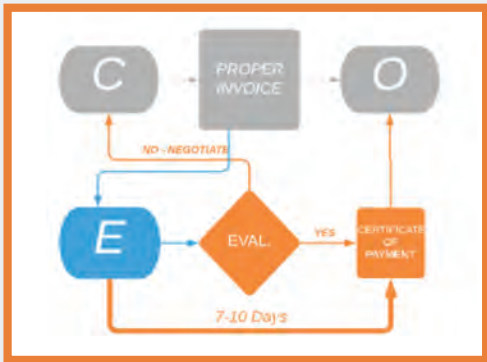 C
PROPER
INVOICE
O
NO - NEGOTIATE
E
EVAL.
YES
CERTIFICATE
OF
PAYMENT
7-10 Days